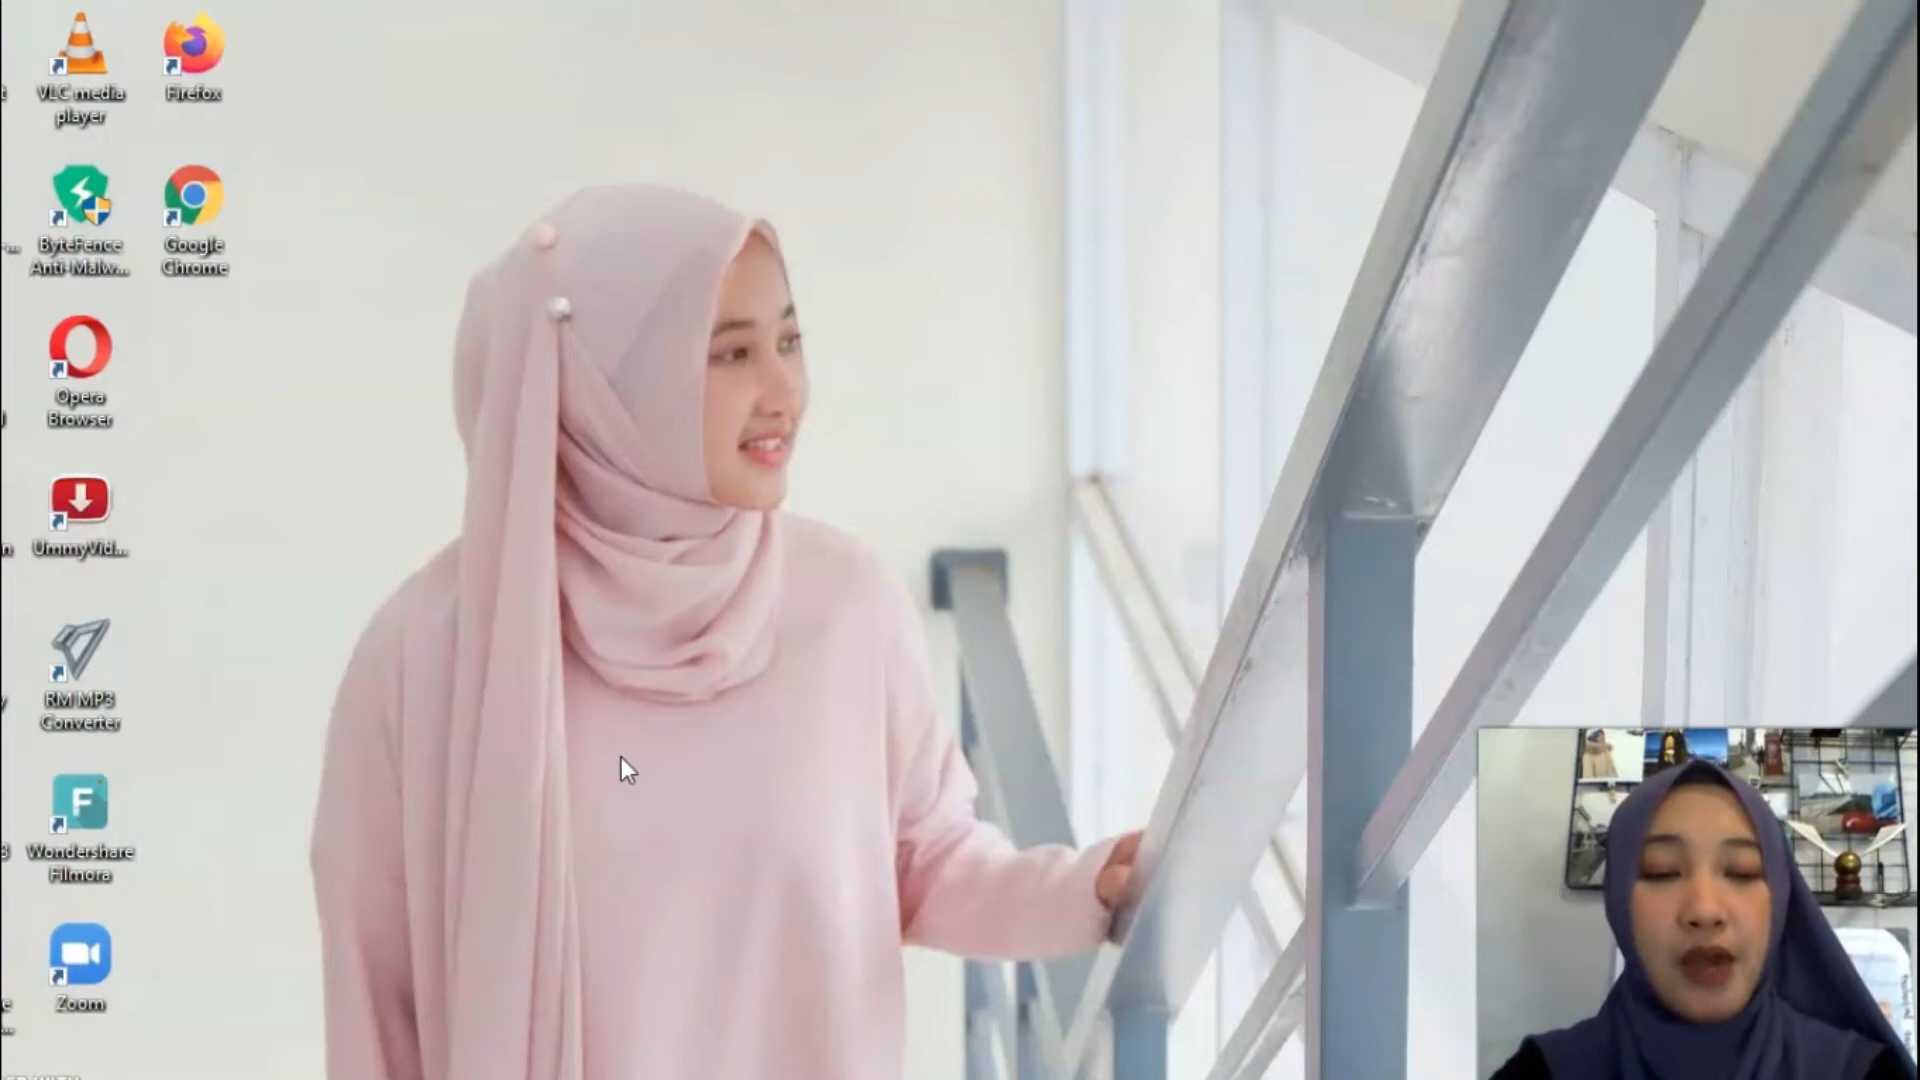 VLC media
player
Firefox
ByteFence
Anti-Malw...
Google
Chrome
Opera
Browser
UmmyVid...
RM MP3
Converter
Wondershare
Filmora
Zoom